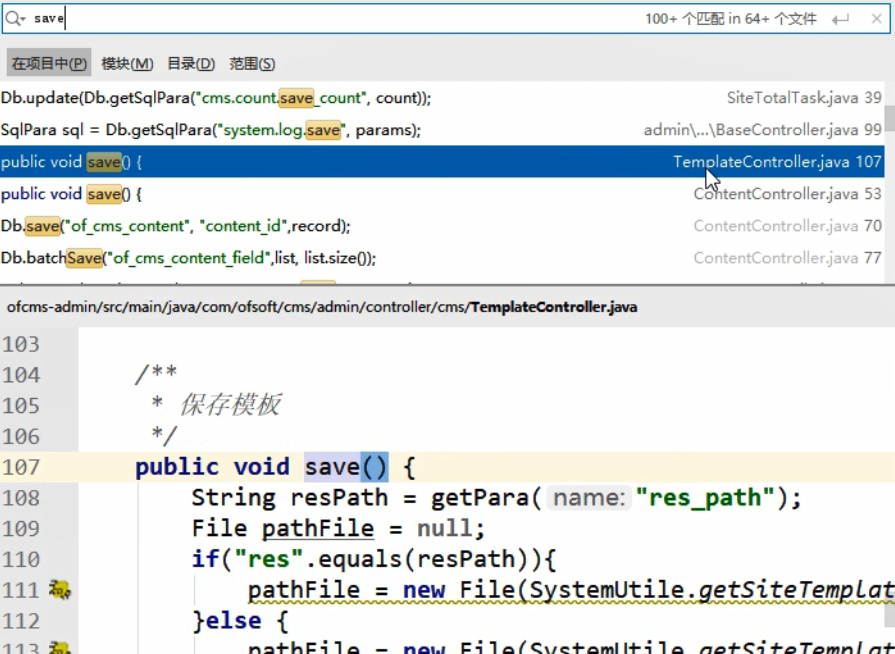 save 100+ 个匹配 in 64+ 个文件
在项目中(P) 模块(M) 目录(D) 范围(S)
Db.update(Db.getSqlPara("cms.count.save_count", count)); SiteTotalTask.java 39
SqlPara sql = Db.getSqlPara("system.log.save", params); admin\...\BaseController.java 99
public void save() { TemplateController.java 107
public void save() { ContentController.java 53
Db.save("of_cms_content", "content_id",record); ContentController.java 70
Db.batchSave("of_cms_content_field",list, list.size()); ContentController.java 77
ofcms-admin/src/main/java/com/ofsoft/cms/admin/controller/cms/TemplateController.java
103
104 /**
105 * 保存模板
106 */
107 public void save() {
108 String resPath = getPara( name: "res_path");
109 File pathFile = null;
110 if("res".equals(resPath)){
111 pathFile = new File(SystemUtile.getSiteTemplat
112 }else {
113 pathFile = new File(SystemUtile.getSiteTemplat